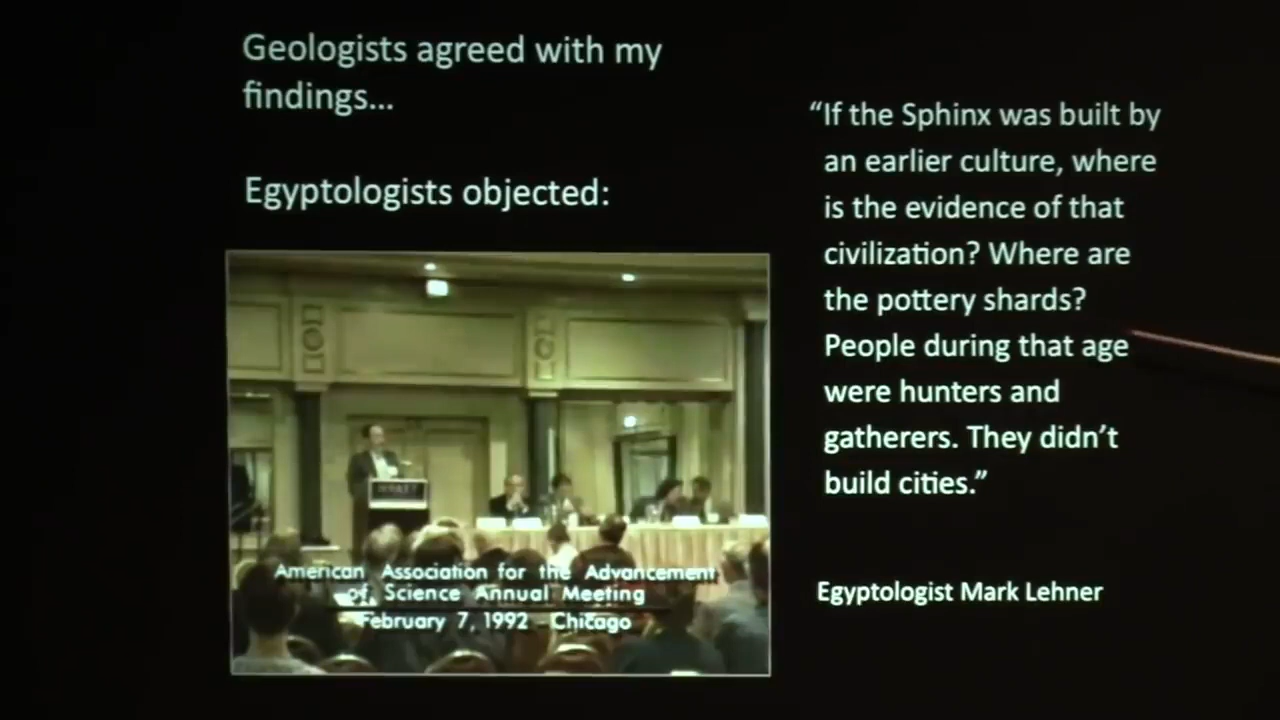 Geologists agreed with my
findings...
Egyptologists objected:
American Association for the Advancement
of Science Annual Meeting
February 7, 1992 - Chicago
HYATT
“If the Sphinx was built by
an earlier culture, where
is the evidence of that
civilization? Where are
the pottery shards?
People during that age
were hunters and
gatherers. They didn’t
build cities.”
Egyptologist Mark Lehner